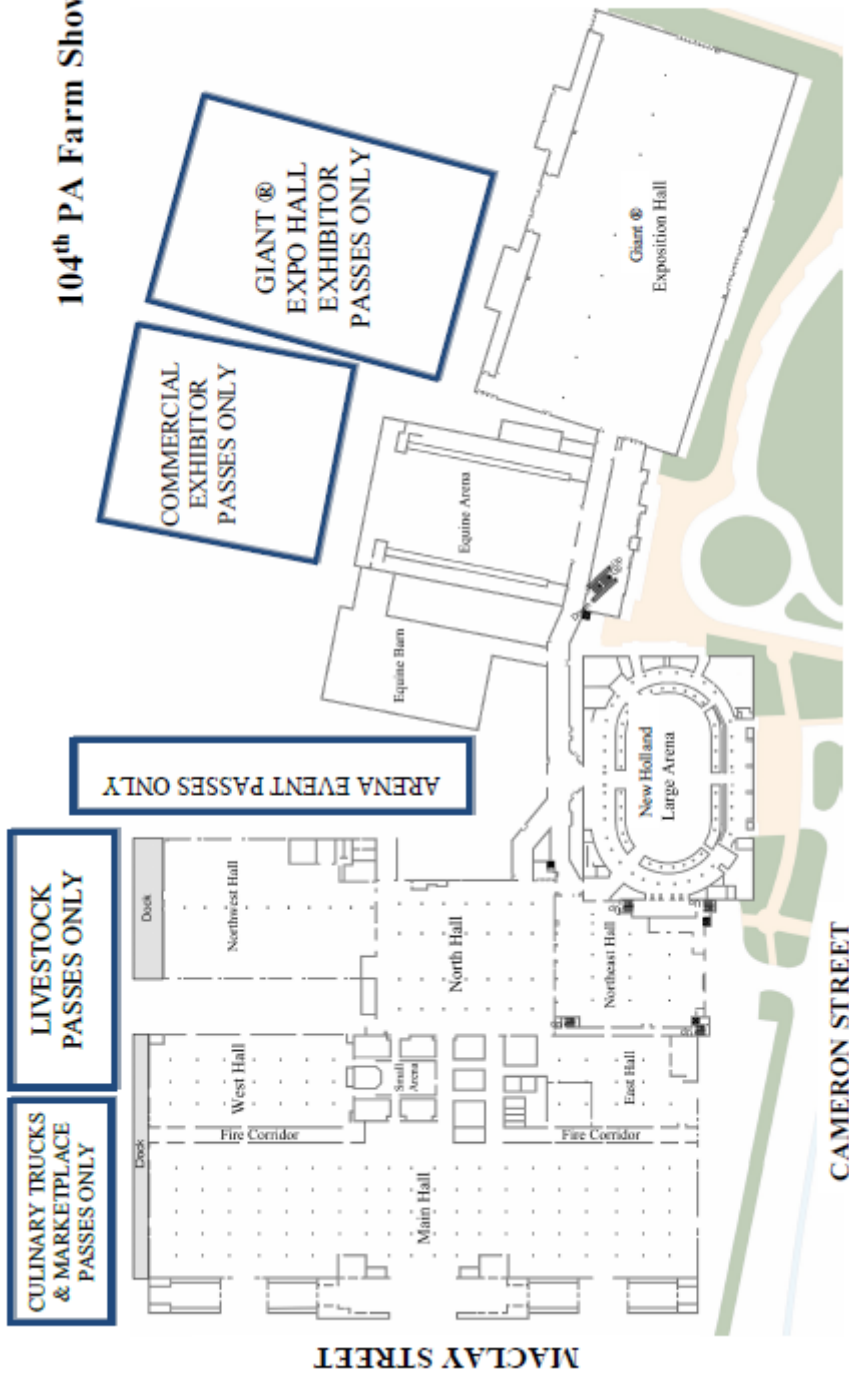 104th PA Farm Show
GIANT ®
EXPO HALL
EXHIBITOR
PASSES ONLY
COMMERCIAL
EXHIBITOR
PASSES ONLY
ARENA EVENT PASSES ONLY
LIVESTOCK
PASSES ONLY
CULINARY TRUCKS
& MARKETPLACE
PASSES ONLY
Giant ®
Exposition Hall
Equine Arena
Equine Barn
New Holland
Large Arena
Dock
Northwest Hall
North Hall
Northeast Hall
West Hall
Small
Arena
East Hall
Fire Corridor
Fire Corridor
Dock
Main Hall
MACLAY STREET
CAMERON STREET